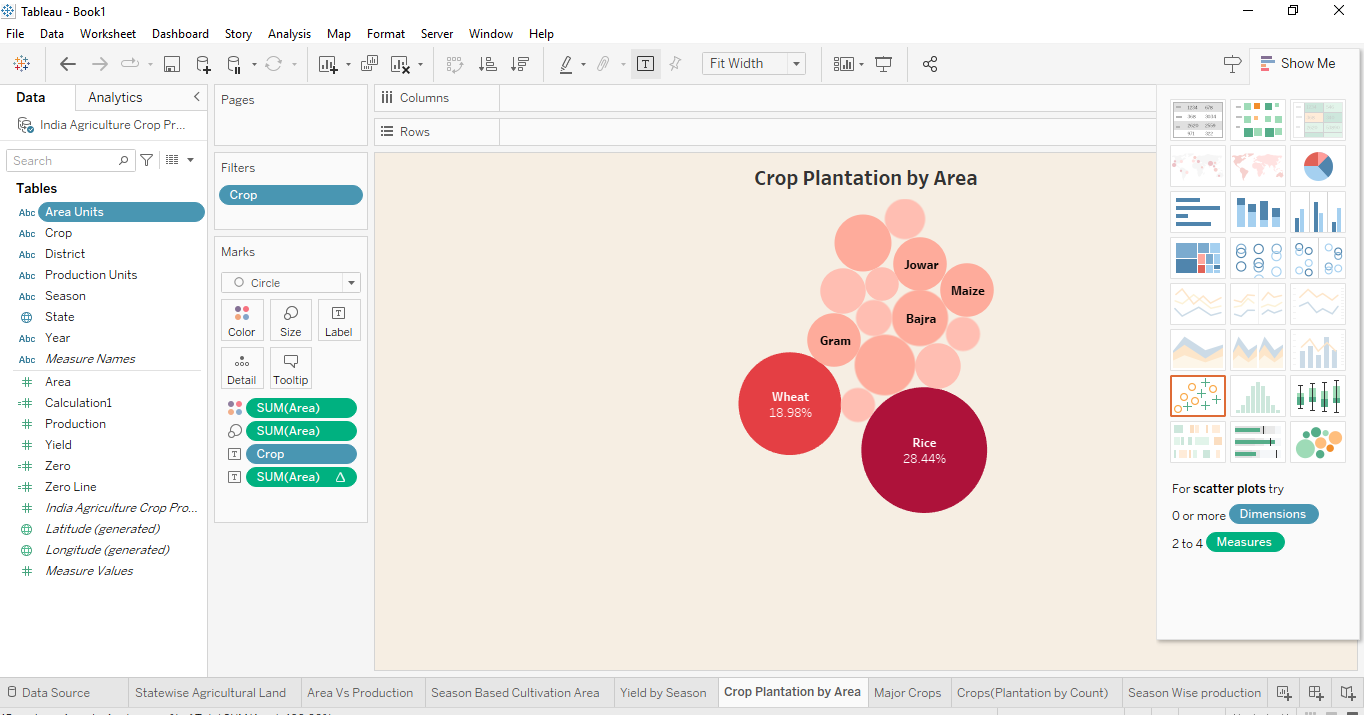 Tableau - Book1
File Data Worksheet Dashboard Story Analysis Map Format Server Window Help
Fit Width
Show Me
Data Analytics
India Agriculture Crop Pr...
Search
Tables
Abc Area Units
Abc Crop
Abc District
Abc Production Units
Abc Season
State
Abc Year
Abc Measure Names
# Area
=# Calculation1
# Production
# Yield
=# Zero
=# Zero Line
# India Agriculture Crop Pro...
Latitude (generated)
Longitude (generated)
# Measure Values
Pages
Filters
Crop
Marks
Circle
Color Size Label
Detail Tooltip
SUM(Area)
SUM(Area)
Crop
SUM(Area) Δ
Columns
Rows
Crop Plantation by Area
Jowar
Maize
Bajra
Gram
Wheat
18.98%
Rice
28.44%
For scatter plots try
0 or more Dimensions
2 to 4 Measures
Data Source Statewise Agricultural Land Area Vs Production Season Based Cultivation Area Yield by Season Crop Plantation by Area Major Crops Crops(Plantation by Count) Season Wise production